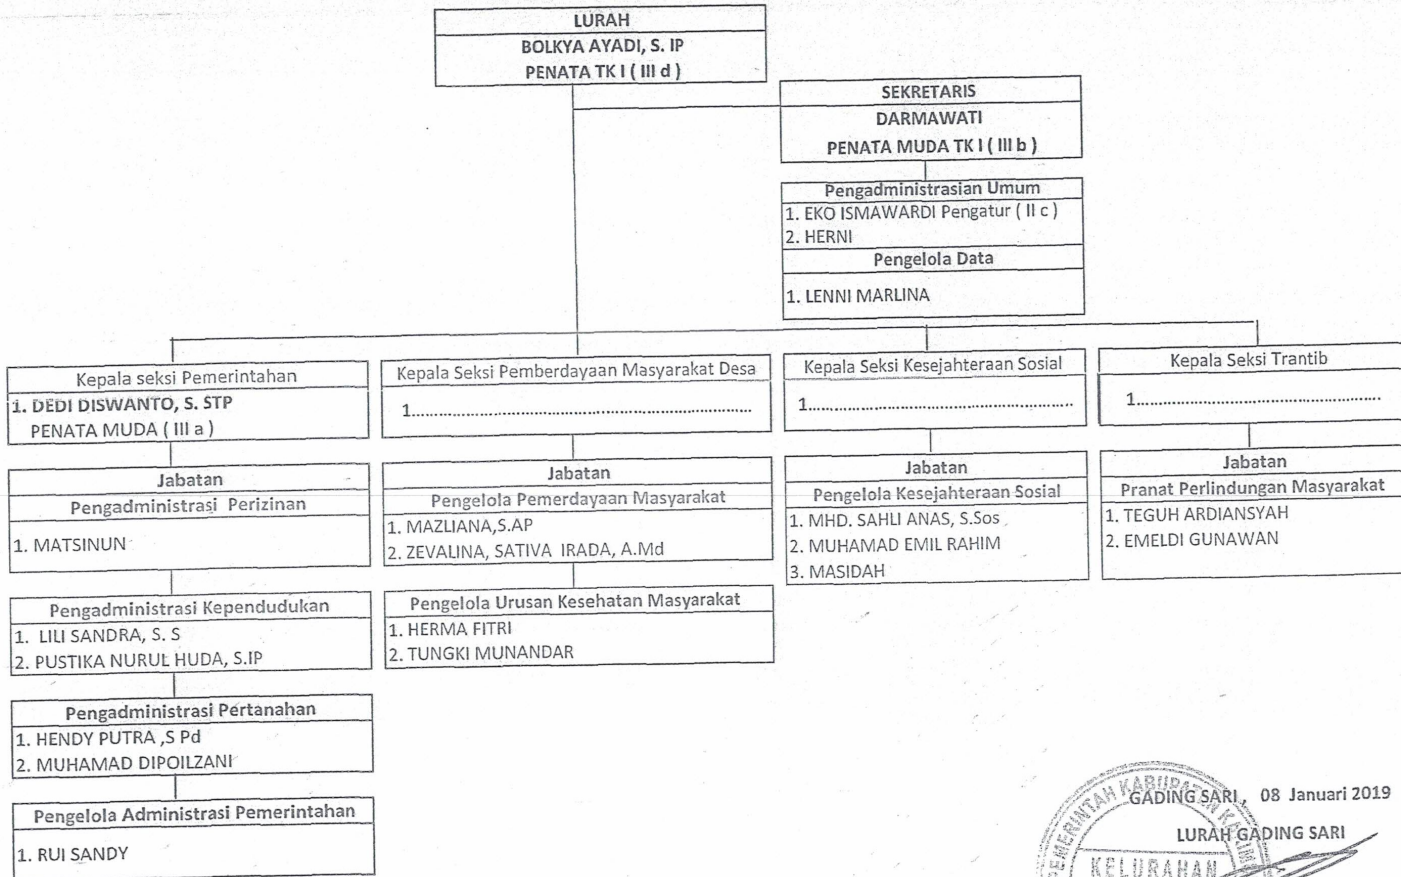 LURAH
BOLKYA AYADI, S. IP
PENATA TK I ( III d )
SEKRETARIS
DARMAWATI
PENATA MUDA TK I ( III b )
Pengadministrasian Umum
1. EKO ISMAWARDI Pengatur ( II c )
2. HERNI
Pengelola Data
1. LENNI MARLINA
Kepala seksi Pemerintahan
1. DEDI DISWANTO, S. STP
PENATA MUDA ( III a )
Jabatan
Pengadministrasi Perizinan
1. MATSINUN
Pengadministrasi Kependudukan
1. LILI SANDRA, S. S
2. PUSTIKA NURUL HUDA, S.IP
Pengadministrasi Pertanahan
1. HENDY PUTRA ,S Pd
2. MUHAMAD DIPOILZANI
Pengelola Administrasi Pemerintahan
1. RUI SANDY
Kepala Seksi Pemberdayaan Masyarakat Desa
1.....................................................................
Jabatan
Pengelola Pemerdayaan Masyarakat
1. MAZLIANA,S.AP
2. ZEVALINA, SATIVA IRADA, A.Md
Pengelola Urusan Kesehatan Masyarakat
1. HERMA FITRI
2. TUNGKI MUNANDAR
Kepala Seksi Kesejahteraan Sosial
1......................................................
Jabatan
Pengelola Kesejahteraan Sosial
1. MHD. SAHLI ANAS, S.Sos
2. MUHAMAD EMIL RAHIM
3. MASIDAH
Kepala Seksi Trantib
1.................................................
Jabatan
Pranat Perlindungan Masyarakat
1. TEGUH ARDIANSYAH
2. EMELDI GUNAWAN
GADING SARI , 08 Januari 2019
LURAH GADING SARI
PEMERINTAH KABUPATEN
KELURAHAN